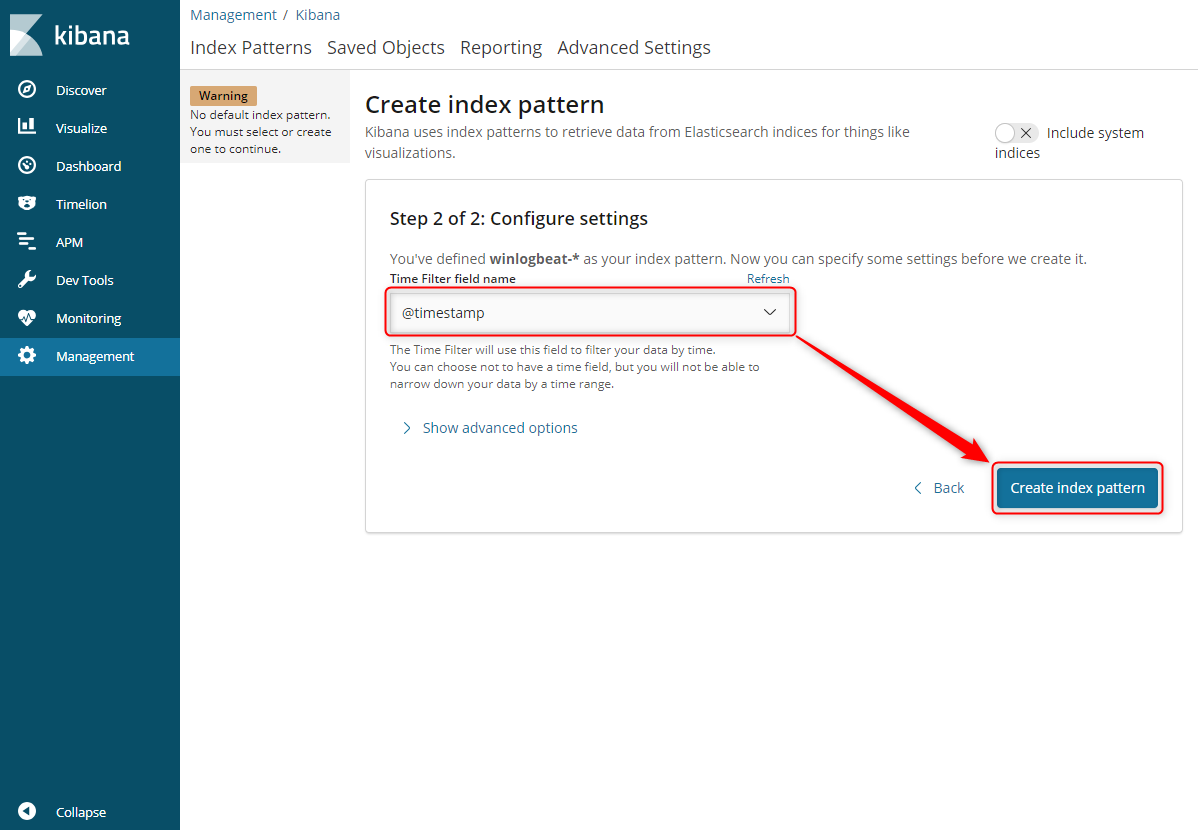 kibana
Discover
Visualize
Dashboard
Timelion
APM
Dev Tools
Monitoring
Management
Collapse
Management / Kibana
Index Patterns Saved Objects Reporting Advanced Settings
Warning
No default index pattern.
You must select or create
one to continue.
Create index pattern
Kibana uses index patterns to retrieve data from Elasticsearch indices for things like
visualizations.
Include system
indices
Step 2 of 2: Configure settings
You've defined winlogbeat-* as your index pattern. Now you can specify some settings before we create it.
Time Filter field name Refresh
@timestamp
The Time Filter will use this field to filter your data by time.
You can choose not to have a time field, but you will not be able to
narrow down your data by a time range.
Show advanced options
Back
Create index pattern